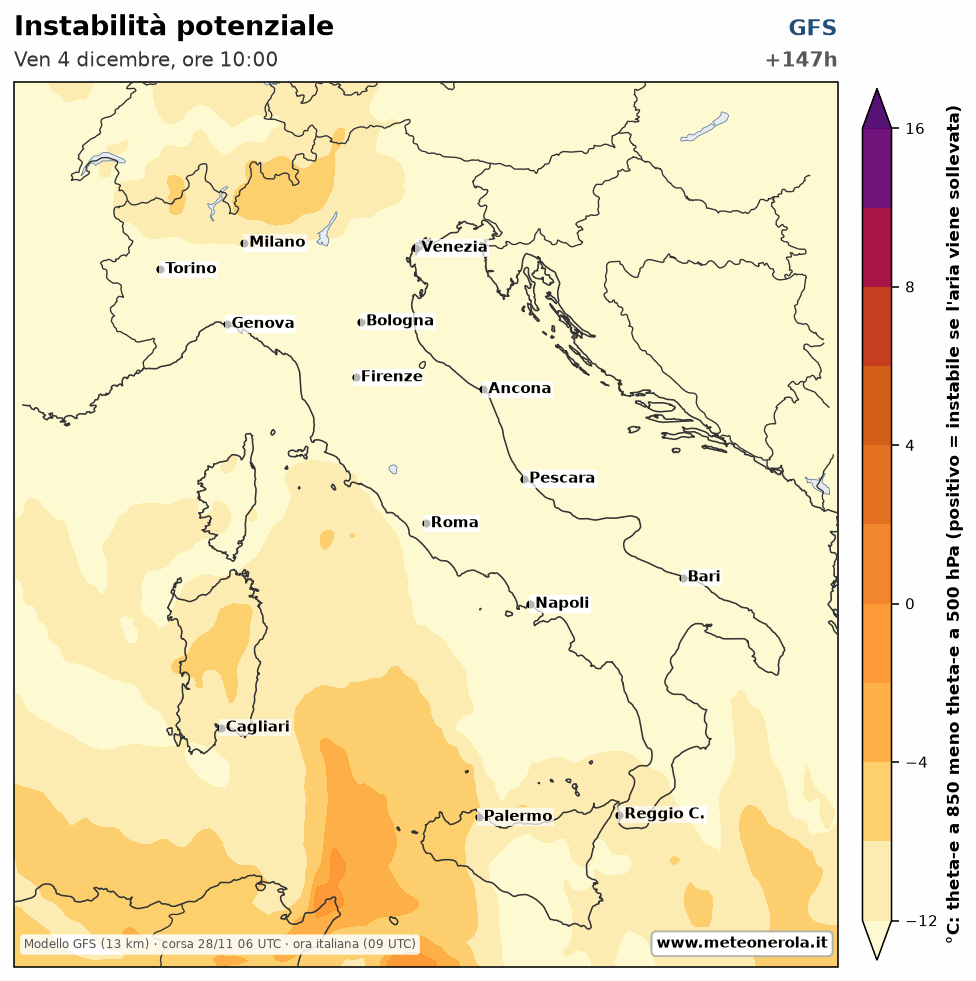 Instabilità potenziale
GFS
Ven 4 dicembre, ore 10:00
+147h
Milano
Venezia
Torino
Genova
Bologna
Firenze
Ancona
Pescara
Roma
Bari
Napoli
Cagliari
Palermo
Reggio C.
16
8
4
0
−4
−12
°C: theta-e a 850 meno theta-e a 500 hPa (positivo = instabile se l'aria viene sollevata)
Modello GFS (13 km) · corsa 28/11 06 UTC · ora italiana (09 UTC)
www.meteonerola.it